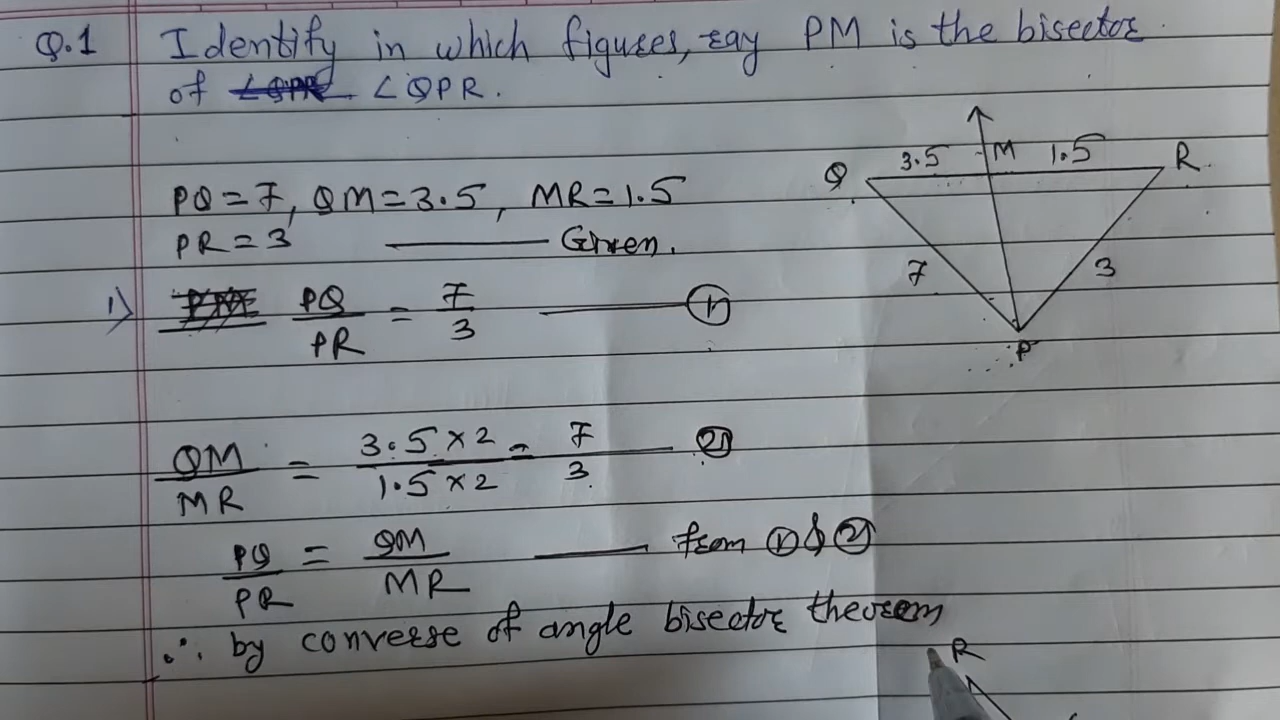 Q.1 Identify in which figures, ray PM is the bisector
of ∠QPR ∠QPR.
PQ = 7, QM = 3.5, MR = 1.5
PR = 3 ——— Given.
1) PM PQ/PR = 7/3 ——— ①
QM/MR = 3.5 × 2/1.5 × 2 = 7/3 ——— ②
PQ/PR = QM/MR ——— from ① & ②
∴ by converse of angle bisector theorem
Q 3.5 M 1.5 R
7 3
P
R